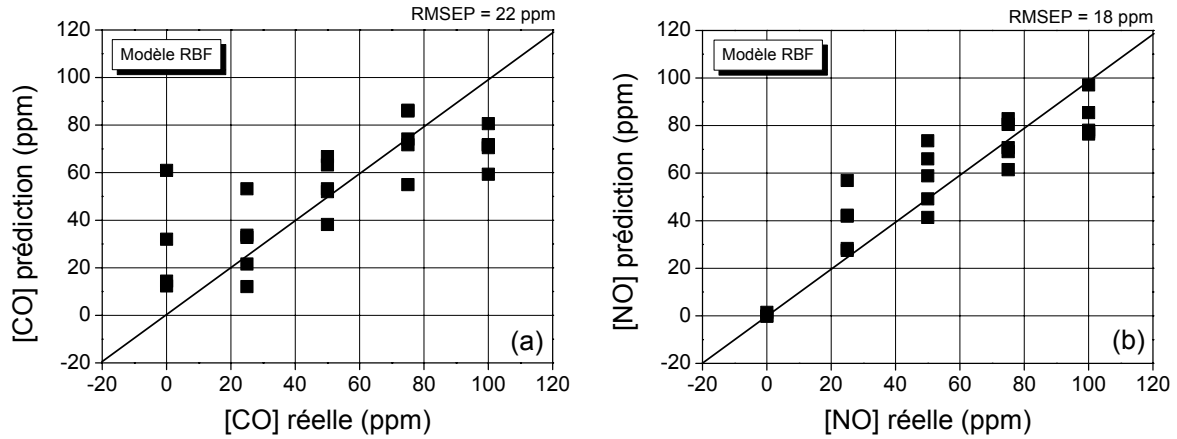 RMSEP = 22 ppm
Modèle RBF
120
100
80
60
40
20
0
-20
[CO] prédiction (ppm)
(a)
-20 0 20 40 60 80 100 120
[CO] réelle (ppm)
RMSEP = 18 ppm
Modèle RBF
120
100
80
60
40
20
0
-20
[NO] prédiction (ppm)
(b)
-20 0 20 40 60 80 100 120
[NO] réelle (ppm)